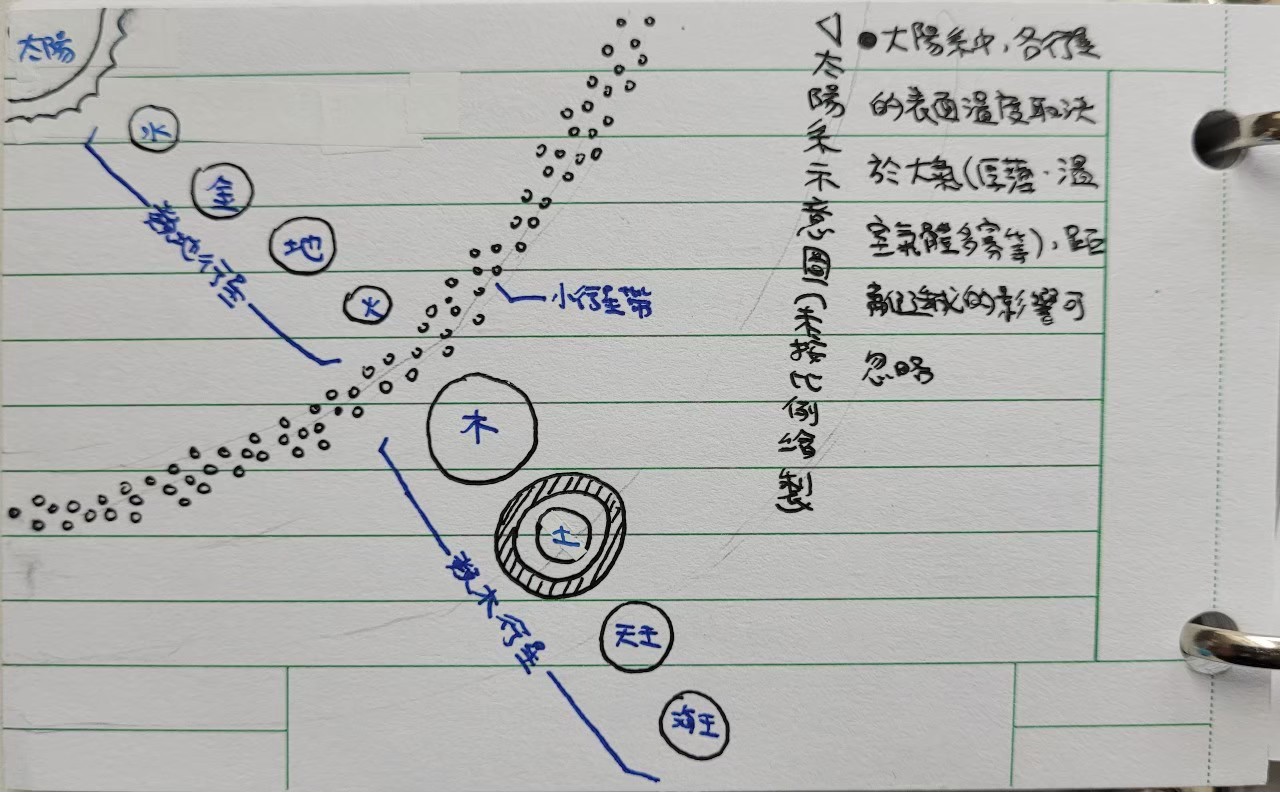 太陽
水
金
地
火
類地行星
小行星帶
木
土
天王
海王
類木行星
◁太陽系示意圖(未按比例繪製)
●太陽系中,各行星
的表面溫度取決
於大氣(厚薄、溫
室氣體多寡等),距
離遠近的影響可
忽略